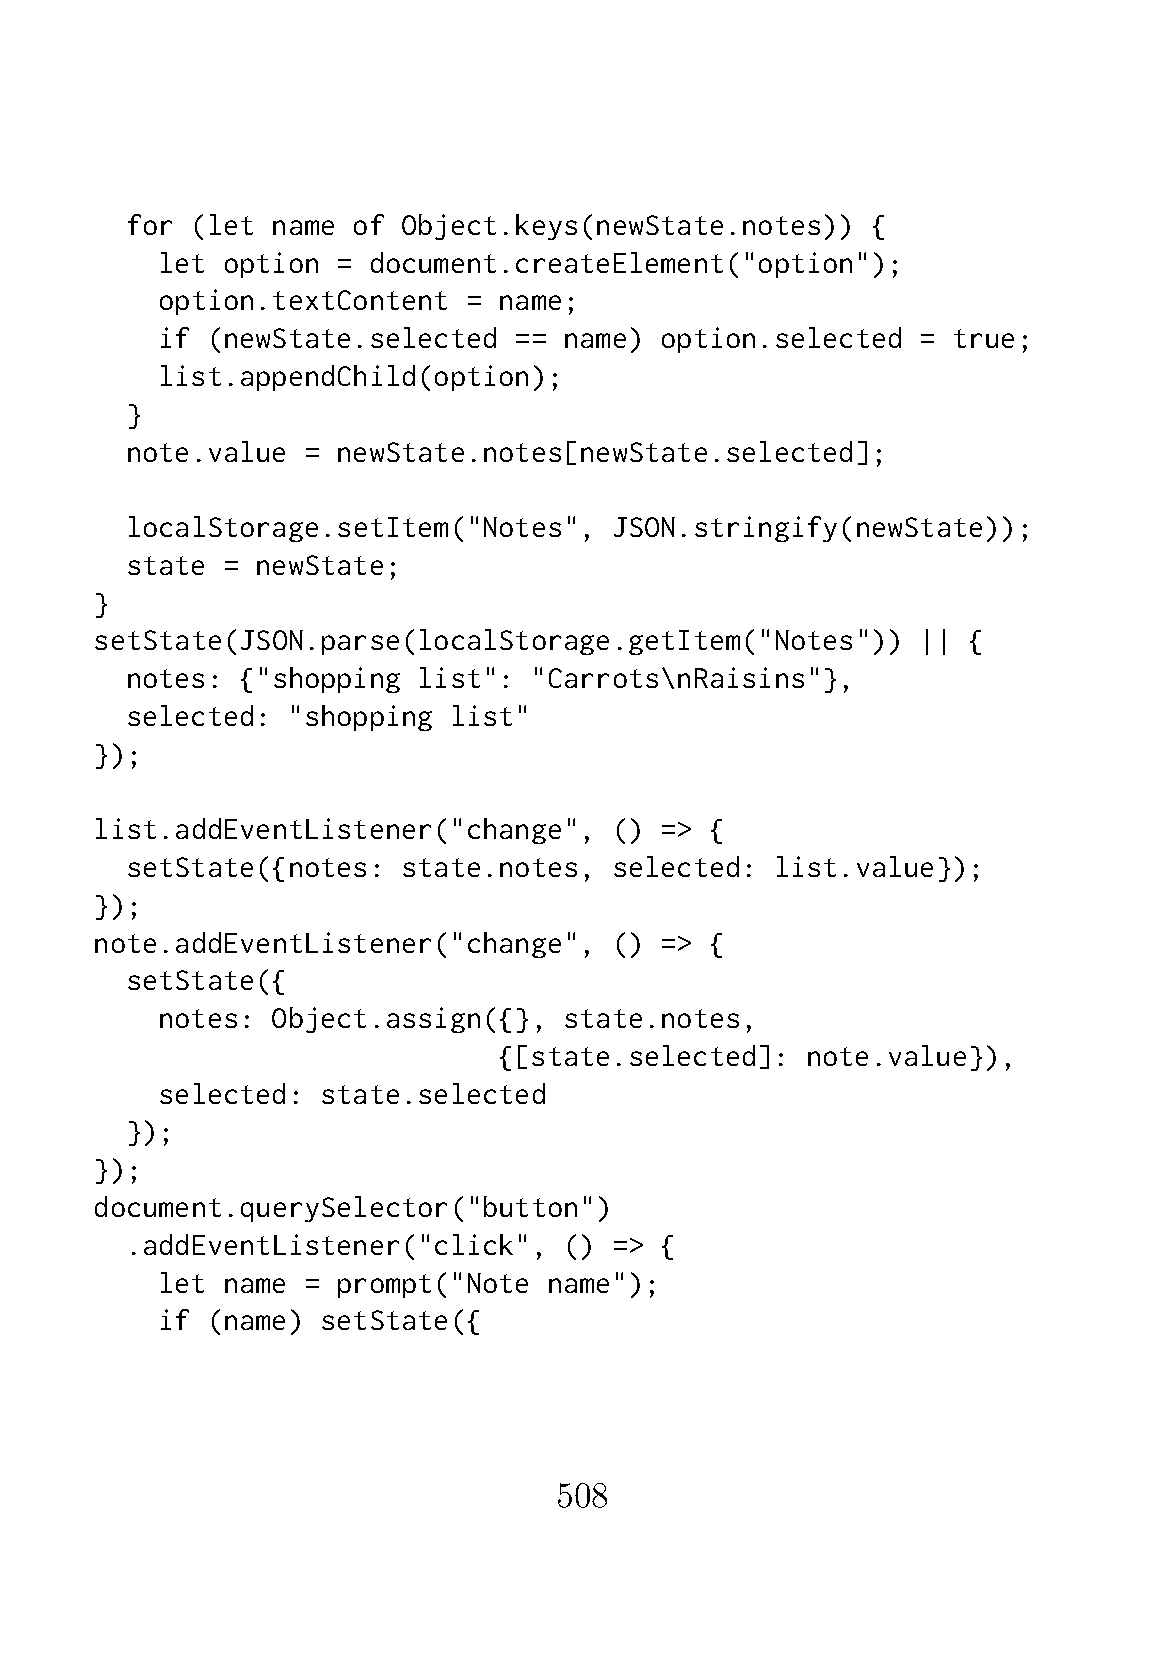 for (let name of Object.keys(newState.notes)) {
    let option = document.createElement("option");
    option.textContent = name;
    if (newState.selected == name) option.selected = true;
    list.appendChild(option);
  }
  note.value = newState.notes[newState.selected];

  localStorage.setItem("Notes", JSON.stringify(newState));
  state = newState;
}
setState(JSON.parse(localStorage.getItem("Notes")) || {
  notes: {"shopping list": "Carrots\nRaisins"},
  selected: "shopping list"
});

list.addEventListener("change", () => {
  setState({notes: state.notes, selected: list.value});
});
note.addEventListener("change", () => {
  setState({
    notes: Object.assign({}, state.notes,
                         {[state.selected]: note.value}),
    selected: state.selected
  });
});
document.querySelector("button")
  .addEventListener("click", () => {
    let name = prompt("Note name");
    if (name) setState({

508